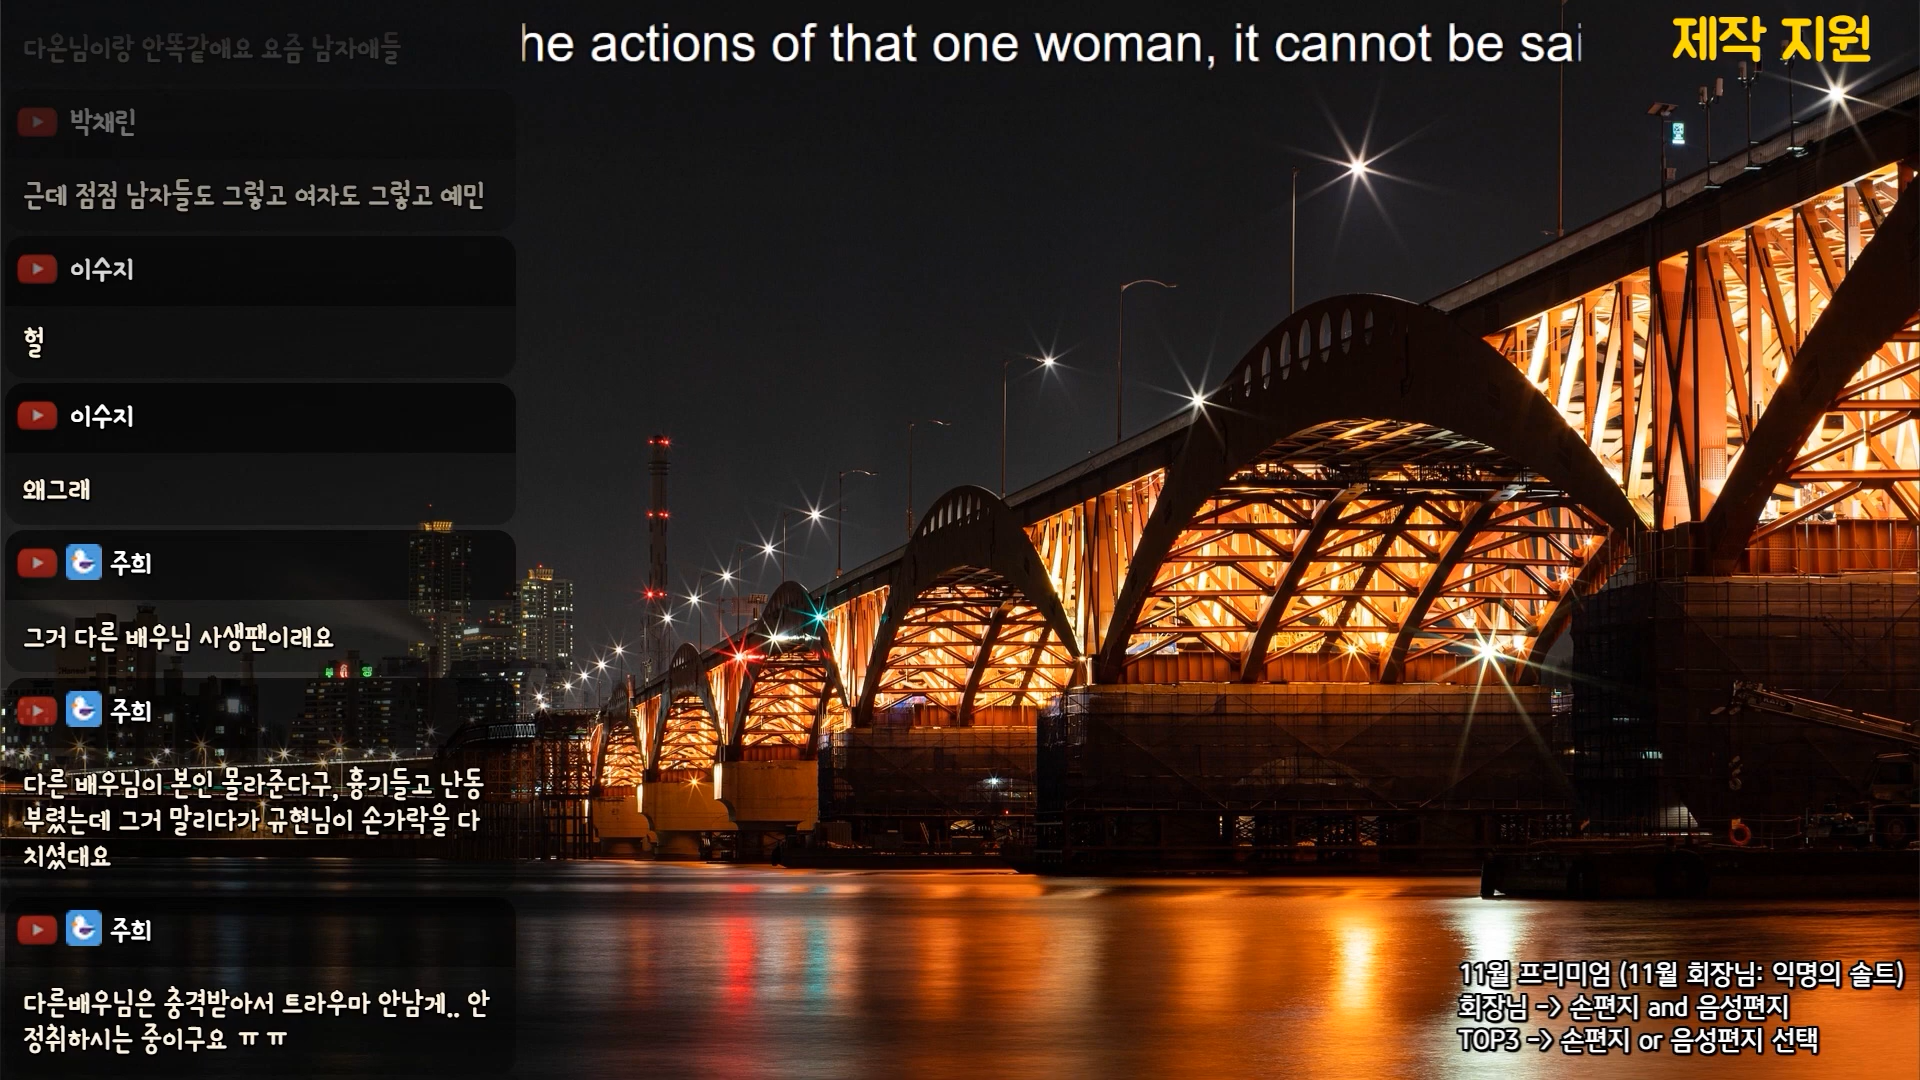 he actions of that one woman, it cannot be sai
제작 지원
다온님이랑 안똑같애요 요즘 남자애들
박채린
근데 점점 남자들도 그렇고 여자도 그렇고 예민
이수지
헐
이수지
왜그래
주희
그거 다른 배우님 사생팬이래요
주희
다른 배우님이 본인 몰라준다구, 흉기들고 난동
부렸는데 그거 말리다가 규현님이 손가락을 다
치셨대요
주희
다른배우님은 충격받아서 트라우마 안남게.. 안
정취하시는 중이구요 ㅠㅠ
11월 프리미엄 (11월 회장님: 익명의 솔트)
회장님 -> 손편지 and 음성편지
TOP3 -> 손편지 or 음성편지 선택